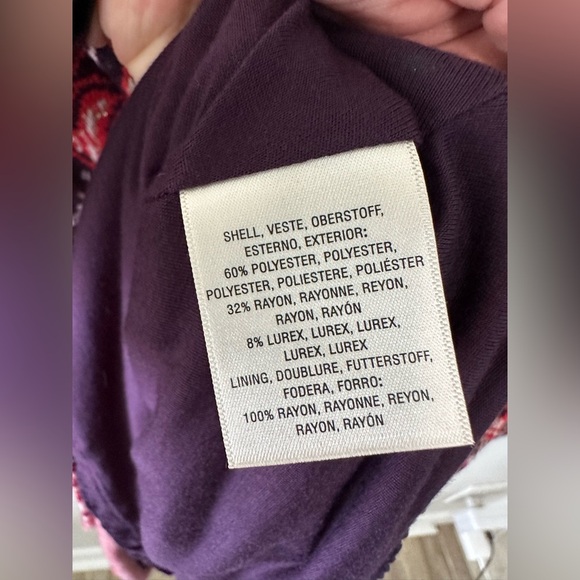 SHELL, VESTE, OBERSTOFF,
ESTERNO, EXTERIOR:
60% POLYESTER, POLYESTER,
POLYESTER, POLIESTERE, POLIÉSTER
32% RAYON, RAYONNE, REYON,
RAYON, RAYÓN
8% LUREX, LUREX, LUREX,
LUREX, LUREX
LINING, DOUBLURE, FUTTERSTOFF,
FODERA, FORRO:
100% RAYON, RAYONNE, REYON,
RAYON, RAYÓN